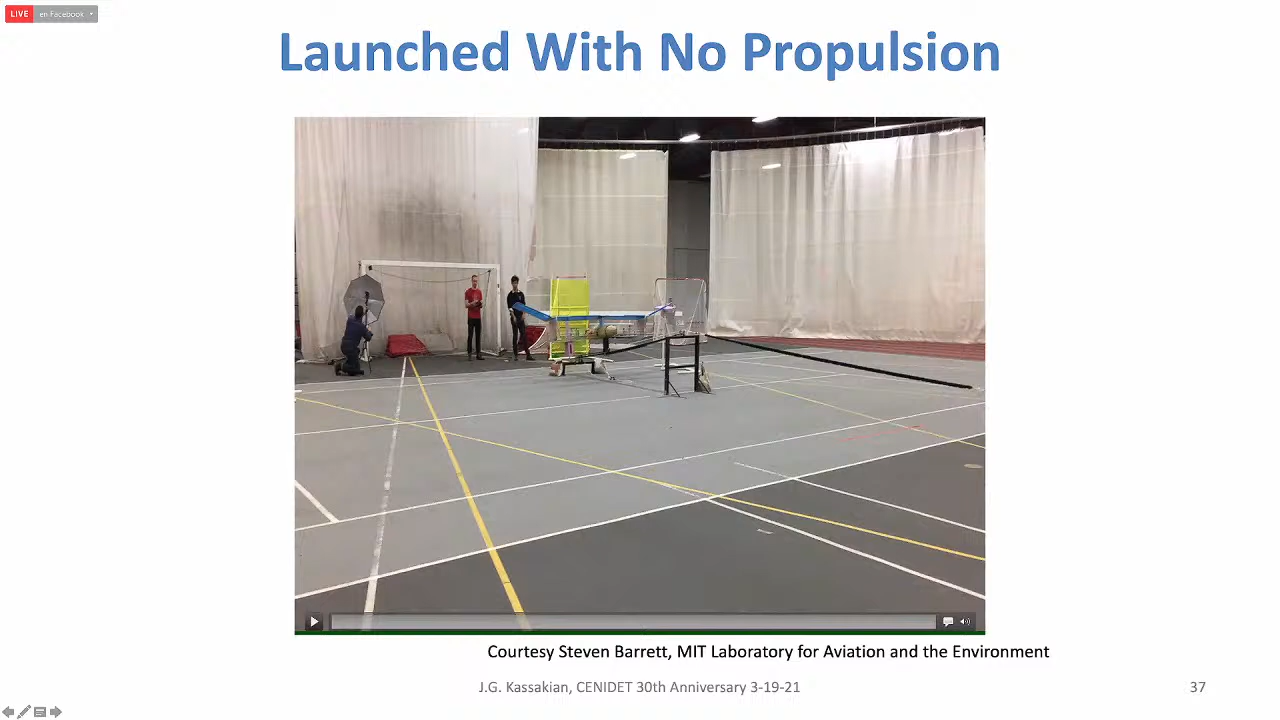 LIVE en Facebook
Launched With No Propulsion
Courtesy Steven Barrett, MIT Laboratory for Aviation and the Environment
J.G. Kassakian, CENIDET 30th Anniversary 3-19-21
37